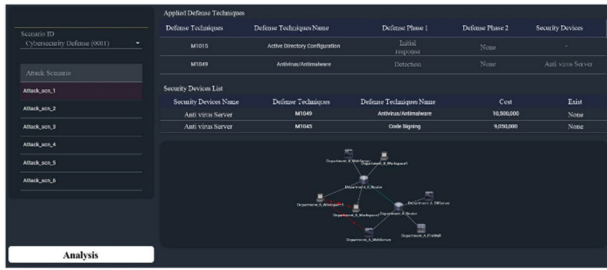 Scenario ID
Cybersecurity Defense (0001)
Attack Scenario
Attack_scn_1
Attack_scn_2
Attack_scn_3
Attack_scn_4
Attack_scn_5
Attack_scn_6
Analysis
Applied Defense Techniques
Defense Techniques Defense Techniques Name Defense Phase 1 Defense Phase 2 Security Devices
M1015 Active Directory Configuration Initial response None -
M1049 Antivirus/Antimalware Detection None Anti virus Server
Security Devices List
Security Devices Name Defense Techniques Defense Techniques Name Cost Exist
Anti virus Server M1049 Antivirus/Antimalware 10,500,000 None
Anti virus Server M1045 Code Signing 9,050,000 None
Department_A_WebServer
Department_A_FireWall